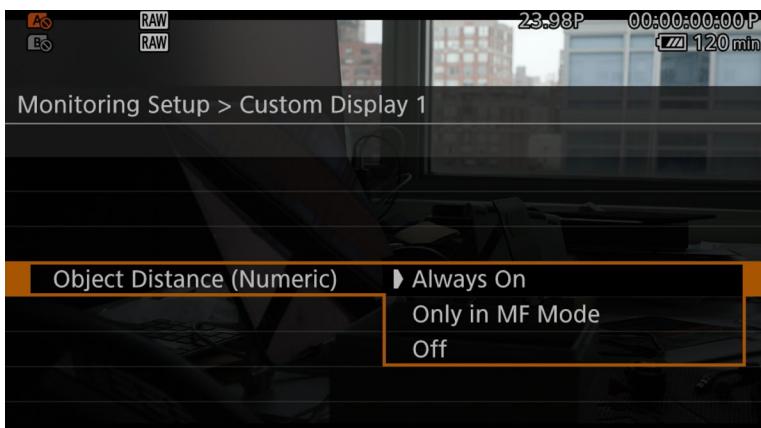 A RAW 23.98P 00:00:00:00 P
B RAW 120 min
Monitoring Setup > Custom Display 1
Object Distance (Numeric) Always On
Only in MF Mode
Off